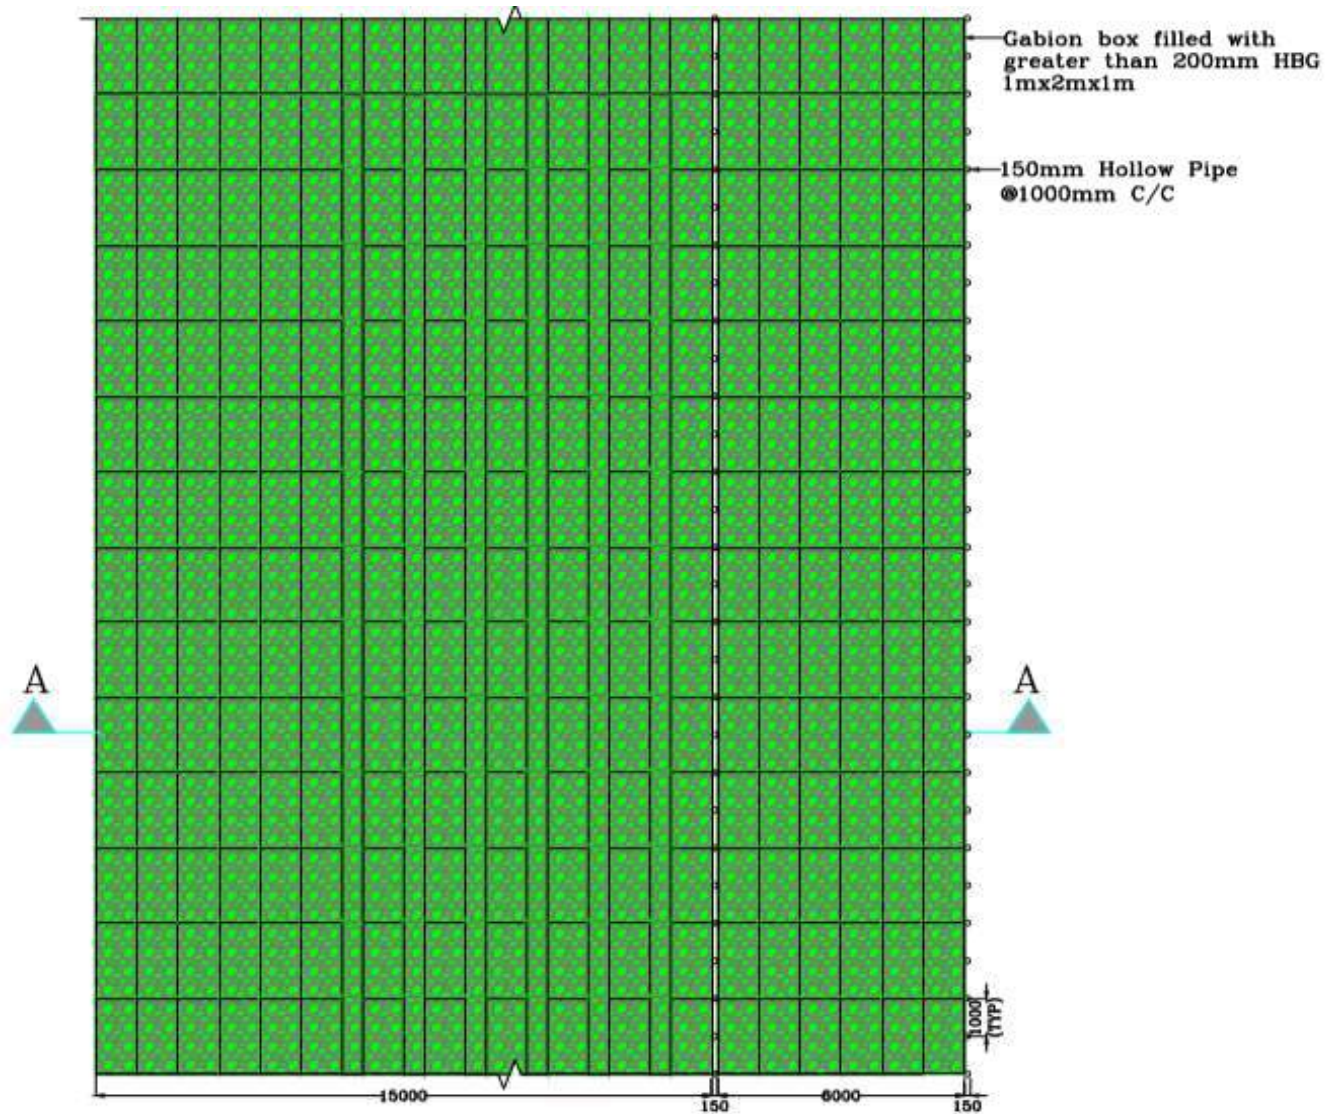 Gabion box filled with
greater than 200mm HBG
1mx2mx1m
150mm Hollow Pipe
@1000mm C/C
A
A
1000
(TYP)
15000
150
6000
150